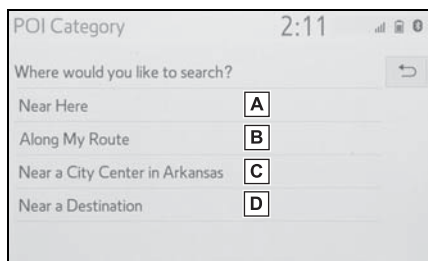 POI Category 2:11
Where would you like to search?
Near Here A
Along My Route B
Near a City Center in Arkansas C
Near a Destination D